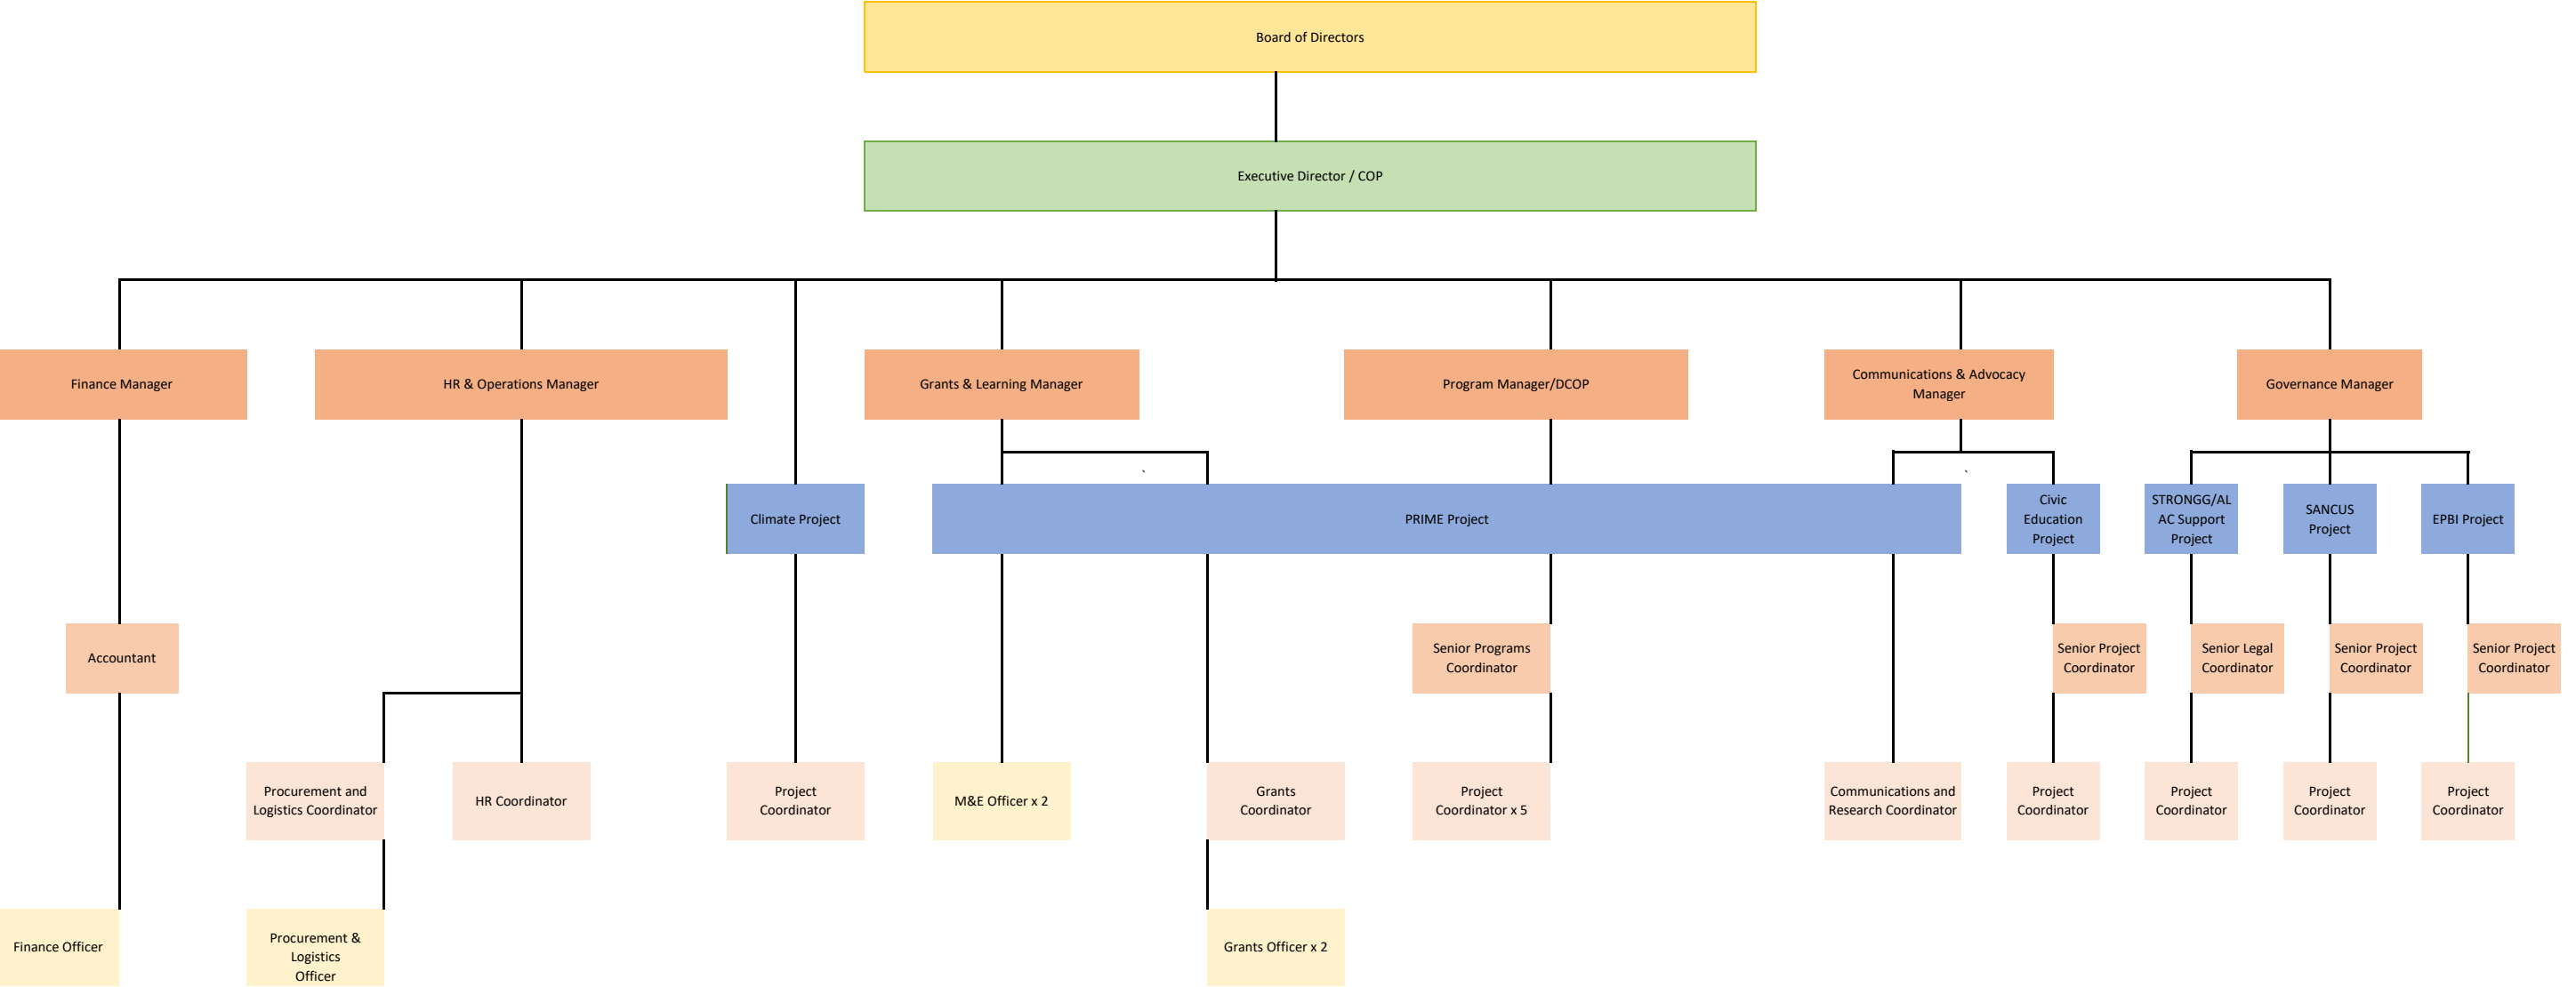 Board of Directors
Executive Director / COP
Finance Manager
HR & Operations Manager
Grants & Learning Manager
Program Manager/DCOP
Communications & Advocacy
Manager
Governance Manager
`
`
Climate Project
PRIME Project
Civic
Education
Project
STRONGG/AL
AC Support
Project
SANCUS
Project
EPBI Project
Accountant
Senior Programs
Coordinator
Senior Project
Coordinator
Senior Legal
Coordinator
Senior Project
Coordinator
Senior Project
Coordinator
Procurement and
Logistics Coordinator
HR Coordinator
Project
Coordinator
M&E Officer x 2
Grants
Coordinator
Project
Coordinator x 5
Communications and
Research Coordinator
Project
Coordinator
Project
Coordinator
Project
Coordinator
Project
Coordinator
Finance Officer
Procurement &
Logistics
Officer
Grants Officer x 2